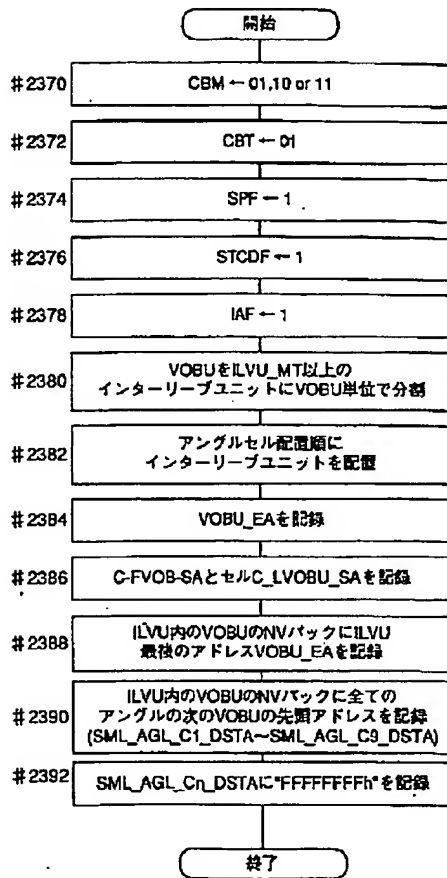 開始
#2370
CBM ← 01,10 or 11
#2372
CBT ← 01
#2374
SPF ← 1
#2376
STCDF ← 1
#2378
IAF ← 1
#2380
VOBUをILVU_MT以上の
インターリーブユニットにVOBU単位で分割
#2382
アングルセル配置順に
インターリーブユニットを配置
#2384
VOBU_EAを記録
#2386
C-FVOB-SAとセルC_LVOBU_SAを記録
#2388
ILVU内のVOBUのNVパックにILVU
最後のアドレスVOBU_EAを記録
#2390
ILVU内のVOBUのNVパックに全ての
アングルの次のVOBUの先頭アドレスを記録
(SML_AGL_C1_DSTA～SML_AGL_C9_DSTA)
#2392
SML_AGL_Cn_DSTAに"FFFFFFFFh"を記録
終了